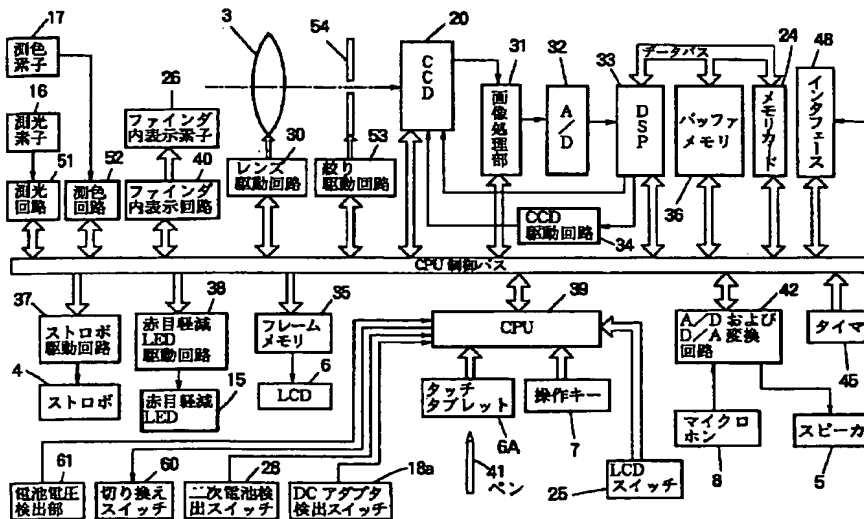 17
測色
素子
16
測光
素子
51
測光
回路
52
測色
回路
26
ファインダ
内表示素子
40
ファインダ
内表示回路
3
54
30
レンズ
駆動回路
53
絞り
駆動回路
20
CCD
31
画像処理部
32
A/D
33
DSP
データバス
バッファ
メモリ
36
24
メモリカード
48
インタフェース
CCD
駆動回路
34
CPU制御バス
37
ストロボ
駆動回路
4
ストロボ
38
赤目軽減
LED
駆動回路
15
赤目軽減
LED
35
フレーム
メモリ
6
LCD
39
CPU
タッチ
タブレット
6A
操作キー
7
41
ペン
42
A/Dおよび
D/A変換
回路
タイマ
45
マイクロ
ホン
8
スピーカ
5
LCD
スイッチ
25
61
電池電圧
検出部
60
切り換え
スイッチ
28
二次電池検
出スイッチ
18a
DCアダプタ
検出スイッチ